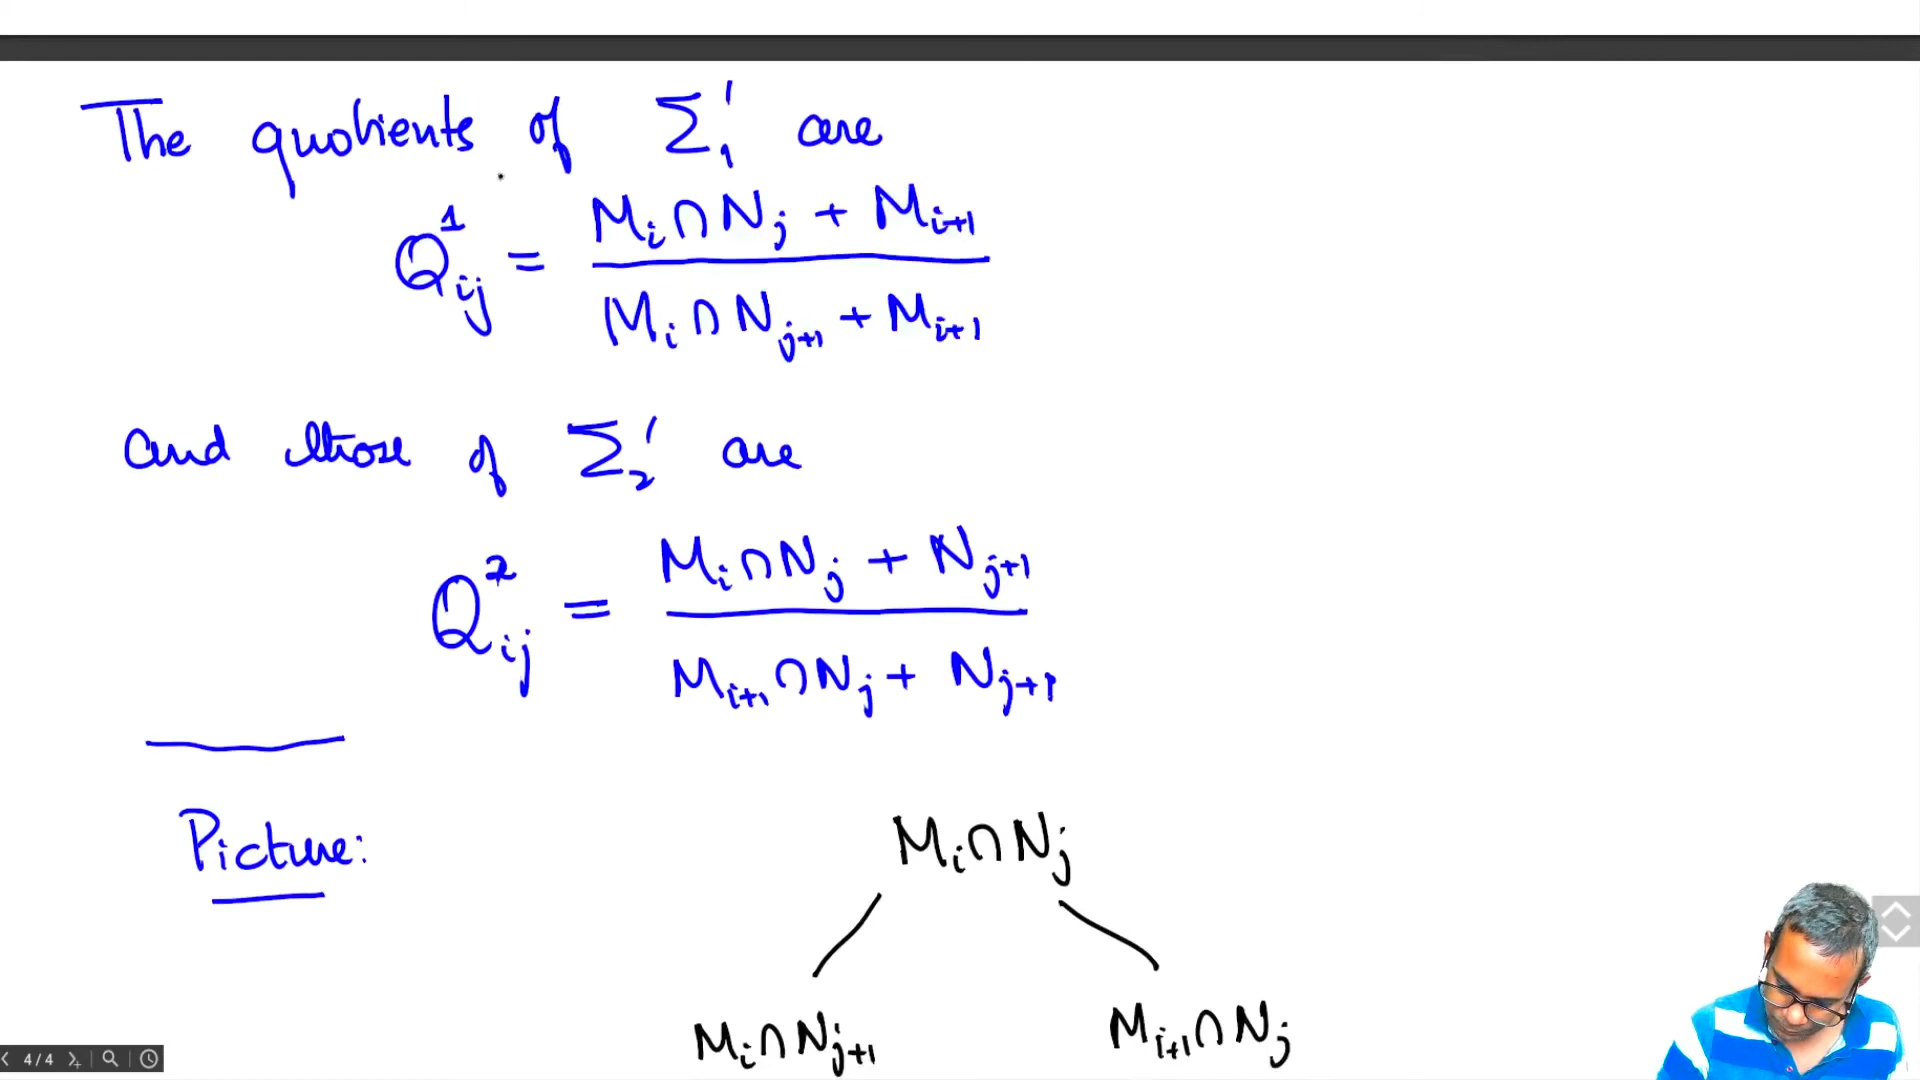 The quotients of Σ₁' are
Q¹ᵢⱼ = (Mᵢ∩Nⱼ + Mᵢ₊₁) / (Mᵢ∩Nⱼ₊₁ + Mᵢ₊₁)
and those of Σ₂' are
Q²ᵢⱼ = (Mᵢ∩Nⱼ + Nⱼ₊₁) / (Mᵢ₊₁∩Nⱼ + Nⱼ₊₁)
Picture:
Mᵢ∩Nⱼ
Mᵢ∩Nⱼ₊₁ Mᵢ₊₁∩Nⱼ
4/4